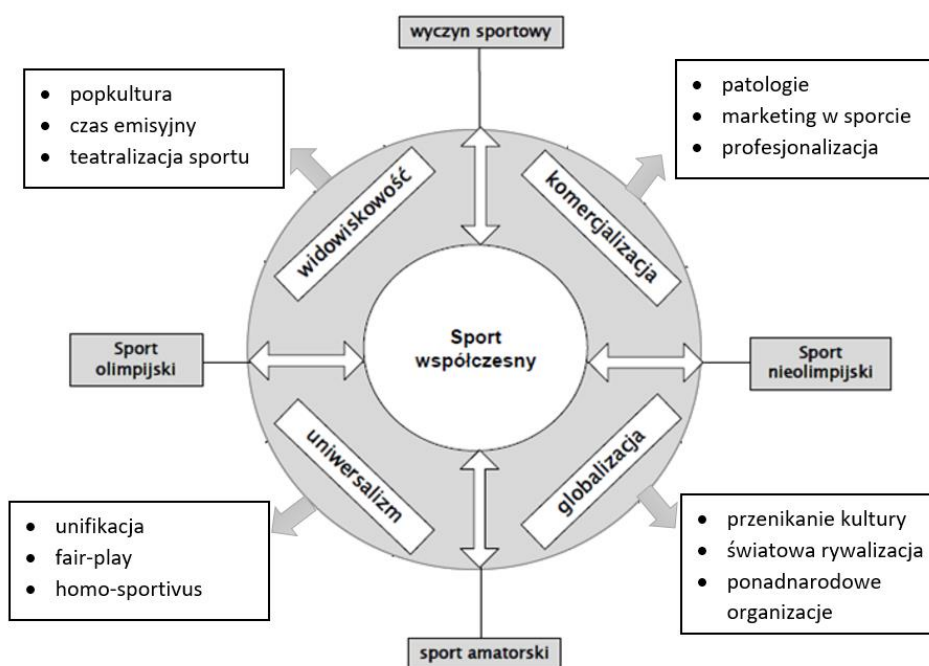 wyczyn sportowy
• popkultura
• czas emisyjny
• teatralizacja sportu
• patologie
• marketing w sporcie
• profesjonalizacja
widowiskowość
komercjalizacja
Sport
olimpijski
Sport
współczesny
Sport
nieolimpijski
uniwersalizm
globalizacja
• unifikacja
• fair-play
• homo-sportivus
• przenikanie kultury
• światowa rywalizacja
• ponadnarodowe
organizacje
sport amatorski